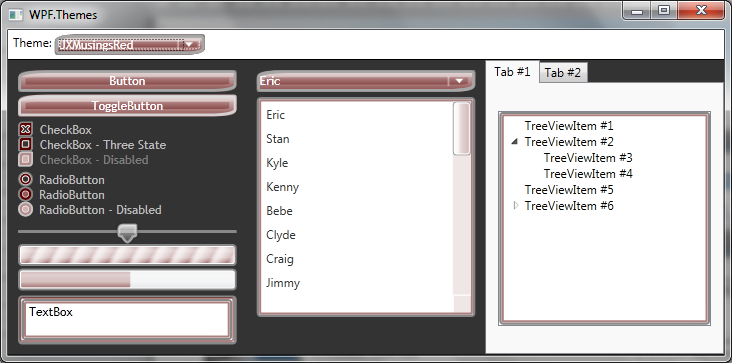 WPF.Themes
Theme: UXMusingsRed
Button
ToggleButton
CheckBox
CheckBox - Three State
CheckBox - Disabled
RadioButton
RadioButton
RadioButton - Disabled
TextBox
Eric
Eric
Stan
Kyle
Kenny
Bebe
Clyde
Craig
Jimmy
Tab #1
Tab #2
TreeViewItem #1
TreeViewItem #2
TreeViewItem #3
TreeViewItem #4
TreeViewItem #5
TreeViewItem #6